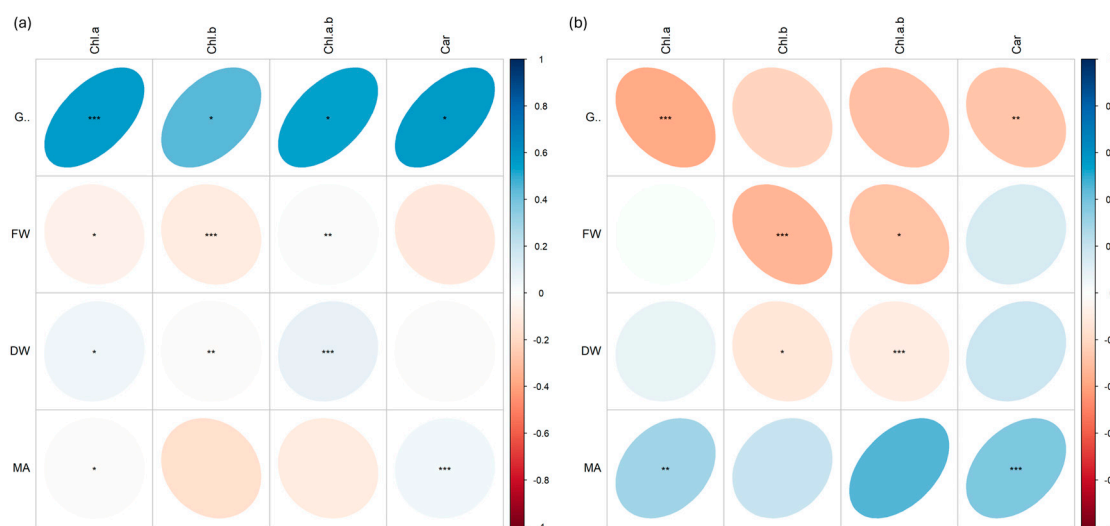 (a)
Chl.a Chl.b Chl.a.b Car
G.. *** * * *
FW * *** **
DW * ** ***
MA * ***
1
0.8
0.6
0.4
0.2
0
-0.2
-0.4
-0.6
-0.8
(b)
Chl.a Chl.b Chl.a.b Car
G.. *** **
FW *** *
DW * ***
MA ** ***